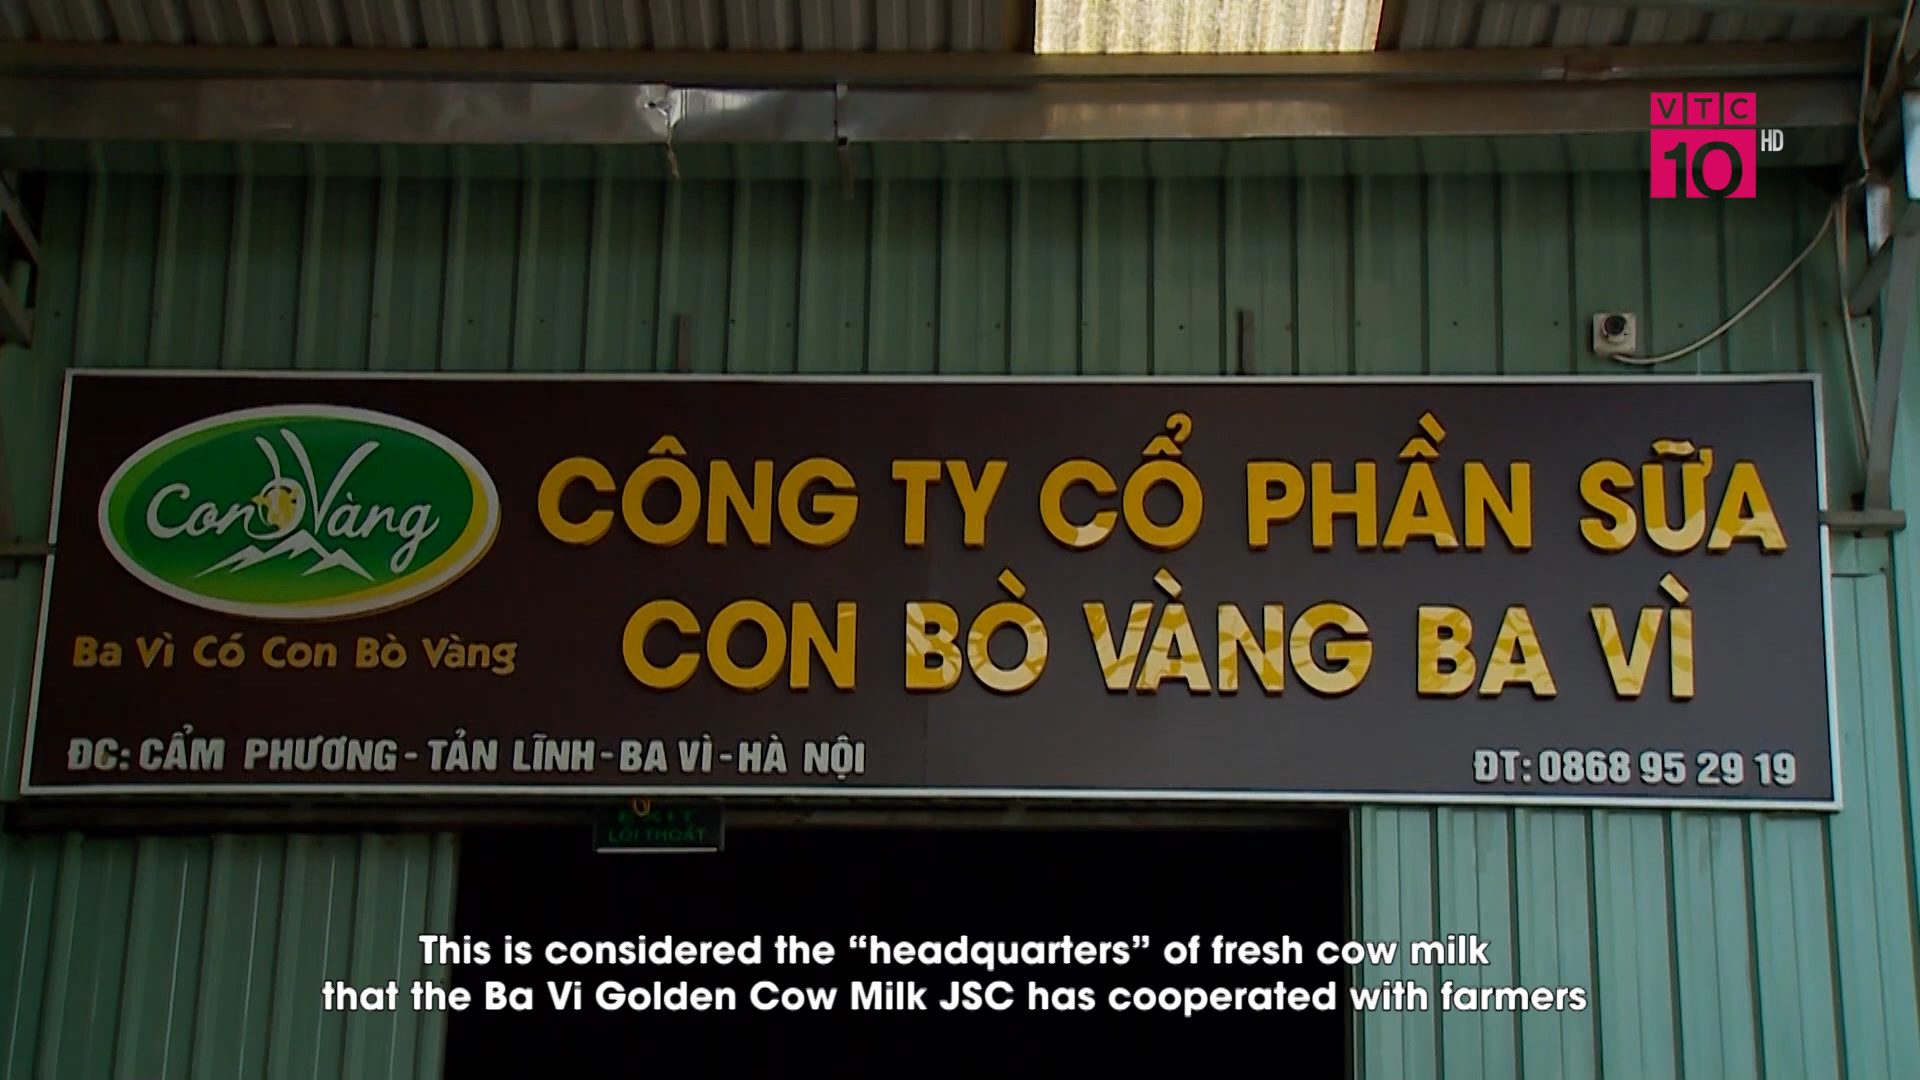 VTC
10 HD
Con Vàng
Ba Vì Có Con Bò Vàng
CÔNG TY CỔ PHẦN SỮA
CON BÒ VÀNG BA VÌ
ĐC: CẨM PHƯƠNG - TẢN LĨNH - BA VÌ - HÀ NỘI
ĐT: 0868 95 29 19
EXIT
LỐI THOÁT
This is considered the “headquarters” of fresh cow milk
that the Ba Vi Golden Cow Milk JSC has cooperated with farmers